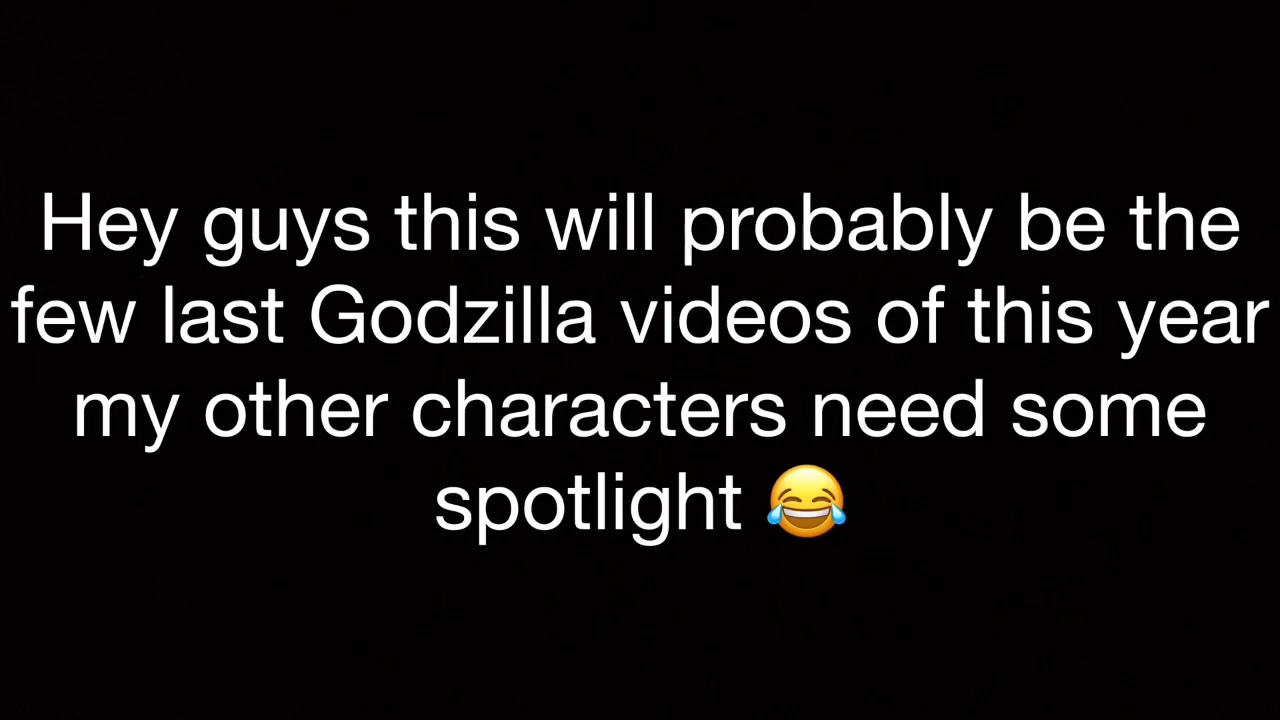 Hey guys this will probably be the
few last Godzilla videos of this year
my other characters need some
spotlight 😂